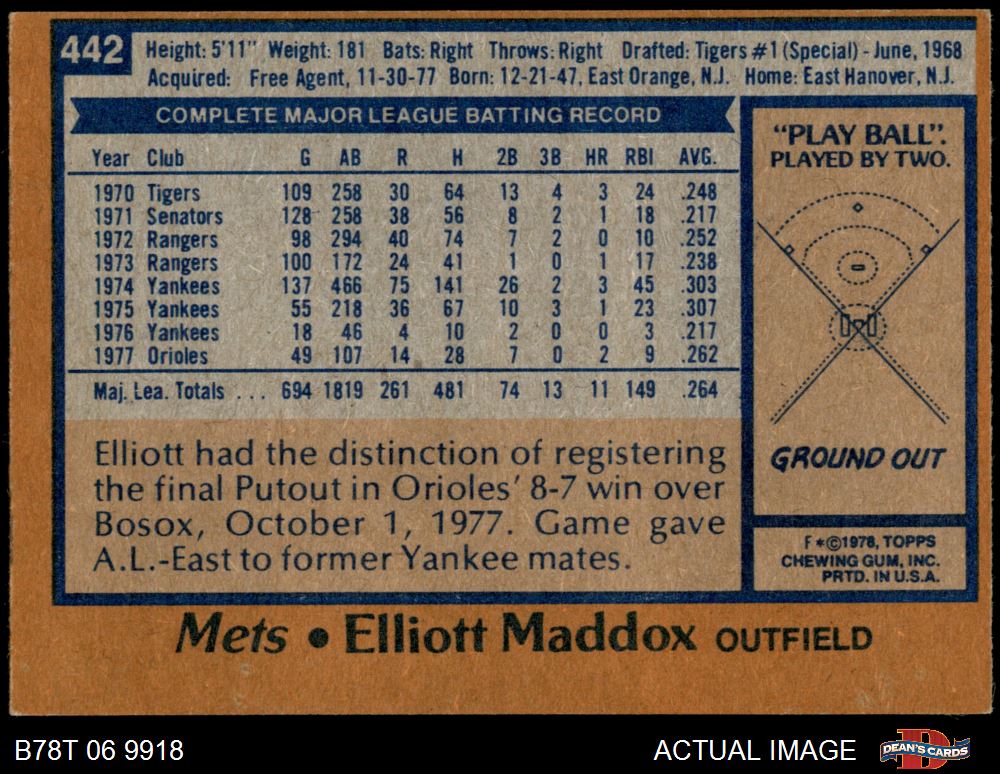 442
Height: 5'11" Weight: 181 Bats: Right Throws: Right Drafted: Tigers #1 (Special) - June, 1968
Acquired: Free Agent, 11-30-77 Born: 12-21-47, East Orange, N.J. Home: East Hanover, N.J.
COMPLETE MAJOR LEAGUE BATTING RECORD
Year Club G AB R H 2B 3B HR RBI AVG.
1970 Tigers 109 258 30 64 13 4 3 24 .248
1971 Senators 128 258 38 56 8 2 1 18 .217
1972 Rangers 98 294 40 74 7 2 0 10 .252
1973 Rangers 100 172 24 41 1 0 1 17 .238
1974 Yankees 137 466 75 141 26 2 3 45 .303
1975 Yankees 55 218 36 67 10 3 1 23 .307
1976 Yankees 18 46 4 10 2 0 0 3 .217
1977 Orioles 49 107 14 28 7 0 2 9 .262
Maj. Lea. Totals ... 694 1819 261 481 74 13 11 149 .264
Elliott had the distinction of registering
the final Putout in Orioles' 8-7 win over
Bosox, October 1, 1977. Game gave
A.L.-East to former Yankee mates.
"PLAY BALL".
PLAYED BY TWO.
GROUND OUT
F*©1978, TOPPS
CHEWING GUM, INC.
PRTD. IN U.S.A.
Mets • Elliott Maddox OUTFIELD
B78T 06 9918
ACTUAL IMAGE
DEAN'S CARDS